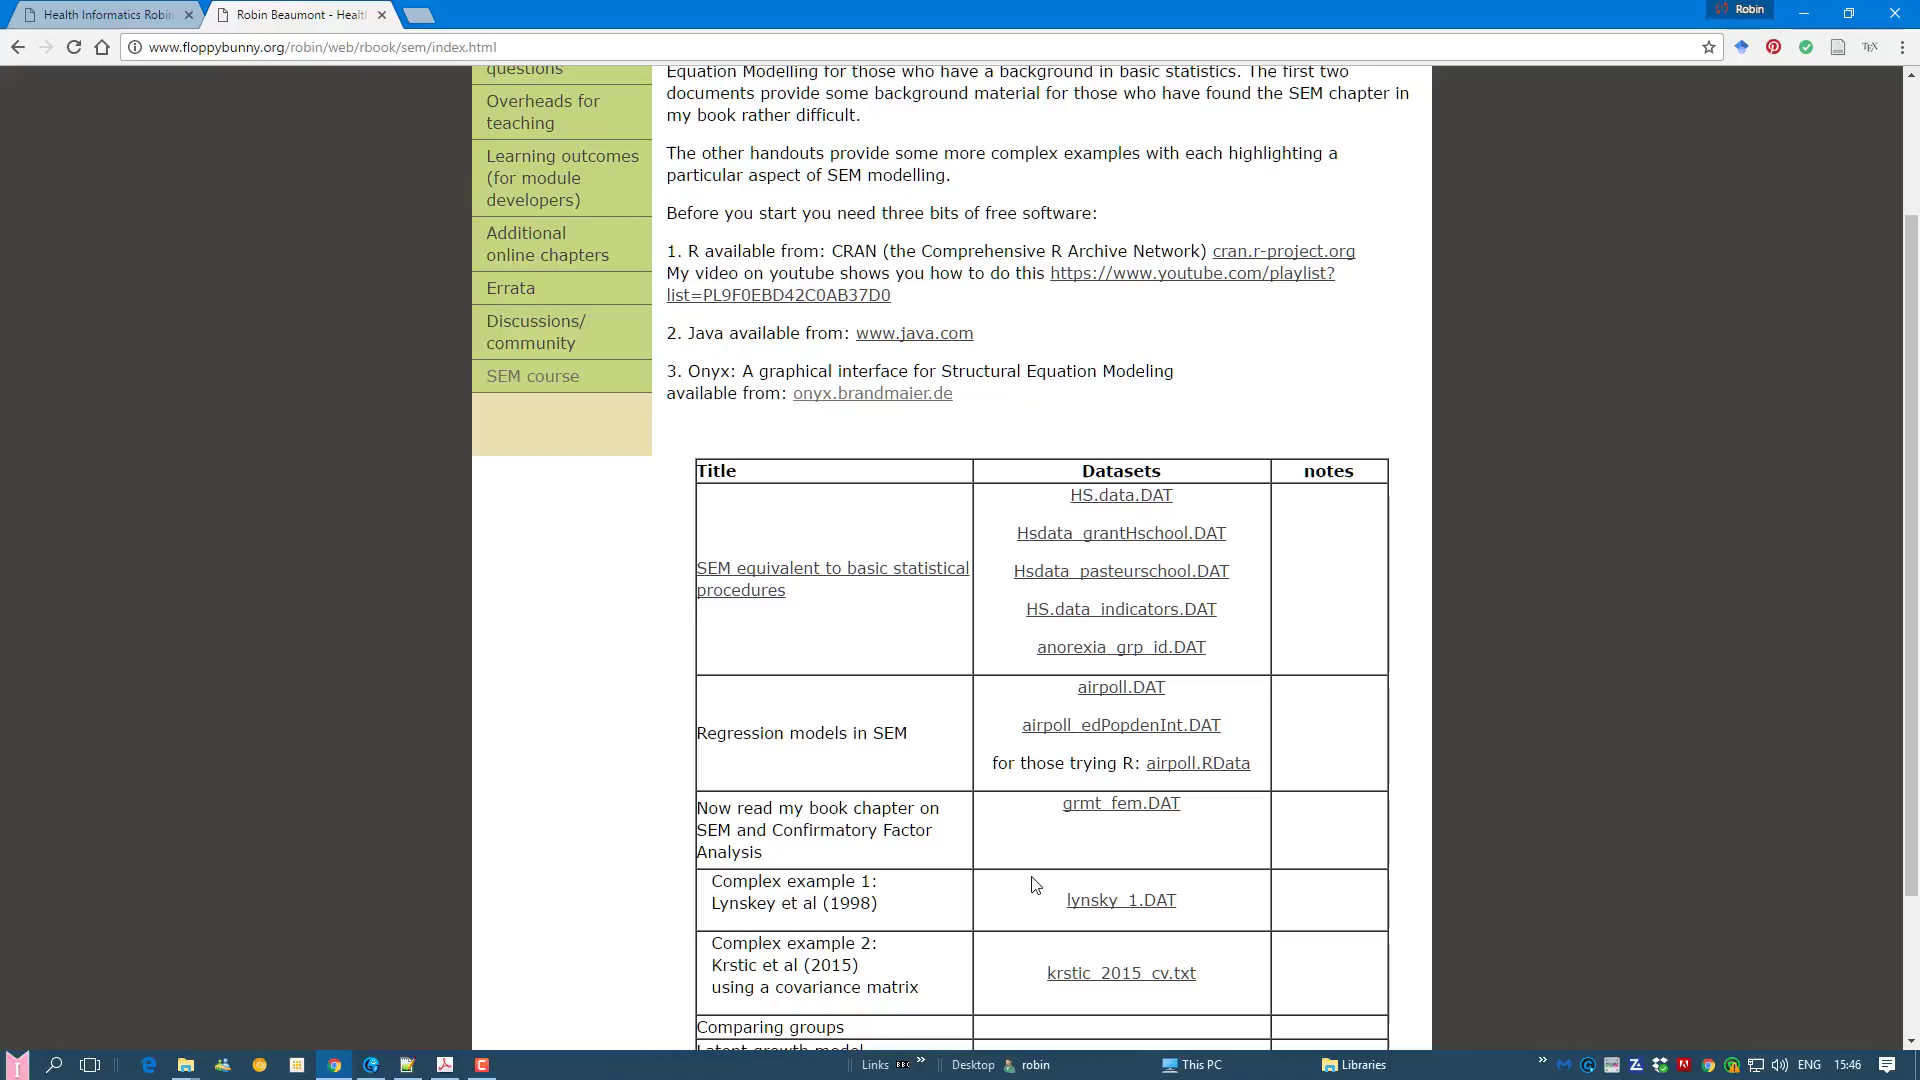 Health Informatics Robin
Robin Beaumont - Healt
Robin
www.floppybunny.org/robin/web/rbook/sem/index.html
questions
Overheads for
teaching
Learning outcomes
(for module
developers)
Additional
online chapters
Errata
Discussions/
community
SEM course
Equation Modelling for those who have a background in basic statistics. The first two
documents provide some background material for those who have found the SEM chapter in
my book rather difficult.
The other handouts provide some more complex examples with each highlighting a
particular aspect of SEM modelling.
Before you start you need three bits of free software:
1. R available from: CRAN (the Comprehensive R Archive Network) cran.r-project.org
My video on youtube shows you how to do this https://www.youtube.com/playlist?
list=PL9F0EBD42C0AB37D0
2. Java available from: www.java.com
3. Onyx: A graphical interface for Structural Equation Modeling
available from: onyx.brandmaier.de
Title Datasets notes
SEM equivalent to basic statistical
procedures
HS.data.DAT
Hsdata_grantHschool.DAT
Hsdata_pasteurschool.DAT
HS.data_indicators.DAT
anorexia_grp_id.DAT
Regression models in SEM
airpoll.DAT
airpoll_edPopdenInt.DAT
for those trying R: airpoll.RData
Now read my book chapter on
SEM and Confirmatory Factor
Analysis
grmt_fem.DAT
Complex example 1:
Lynskey et al (1998)
lynsky_1.DAT
Complex example 2:
Krstic et al (2015)
using a covariance matrix
krstic_2015_cv.txt
Comparing groups
Latent growth model
Links BBC » Desktop robin This PC Libraries » ENG 15:46